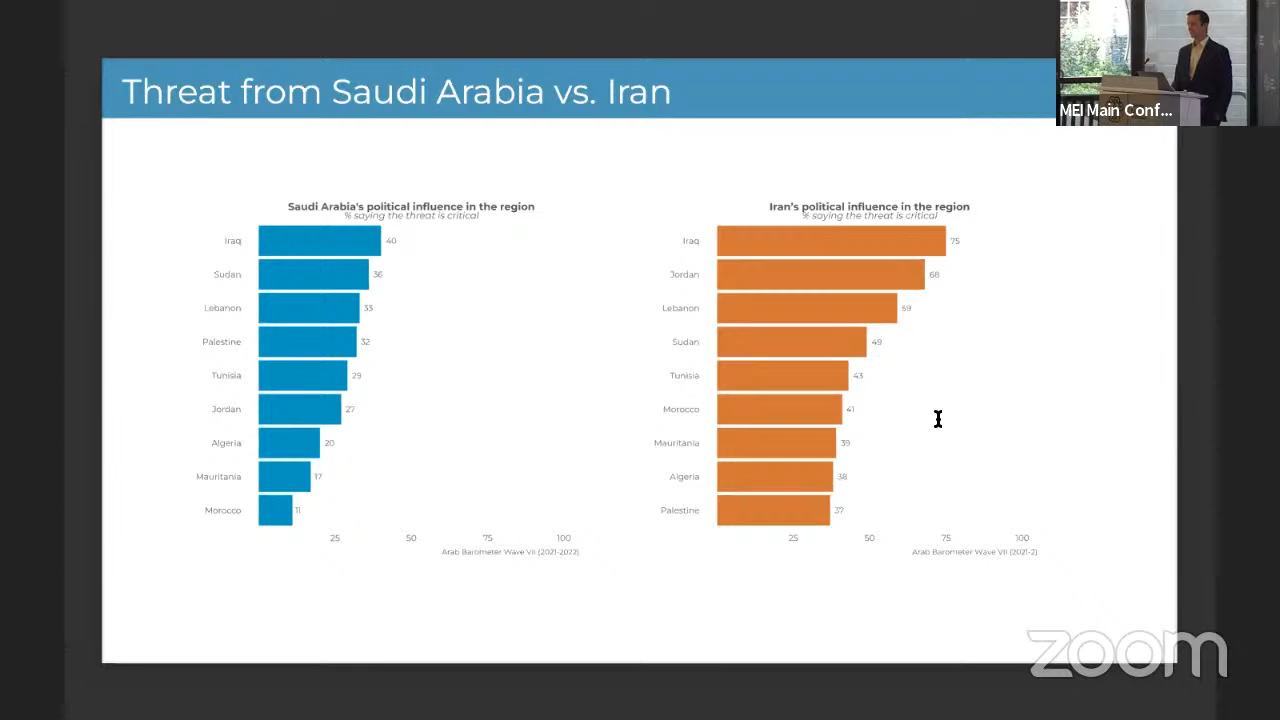 Threat from Saudi Arabia vs. Iran
MEI Main Conf...
Saudi Arabia's political influence in the region
% saying the threat is critical
Iraq 40
Sudan 36
Lebanon 33
Palestine 32
Tunisia 29
Jordan 27
Algeria 20
Mauritania 17
Morocco 11
25 50 75 100
Arab Barometer Wave VII (2021-2022)
Iran's political influence in the region
% saying the threat is critical
Iraq 75
Jordan 68
Lebanon 59
Sudan 49
Tunisia 43
Morocco 41
Mauritania 39
Algeria 38
Palestine 37
25 50 75 100
Arab Barometer Wave VII (2021-2)
zoom